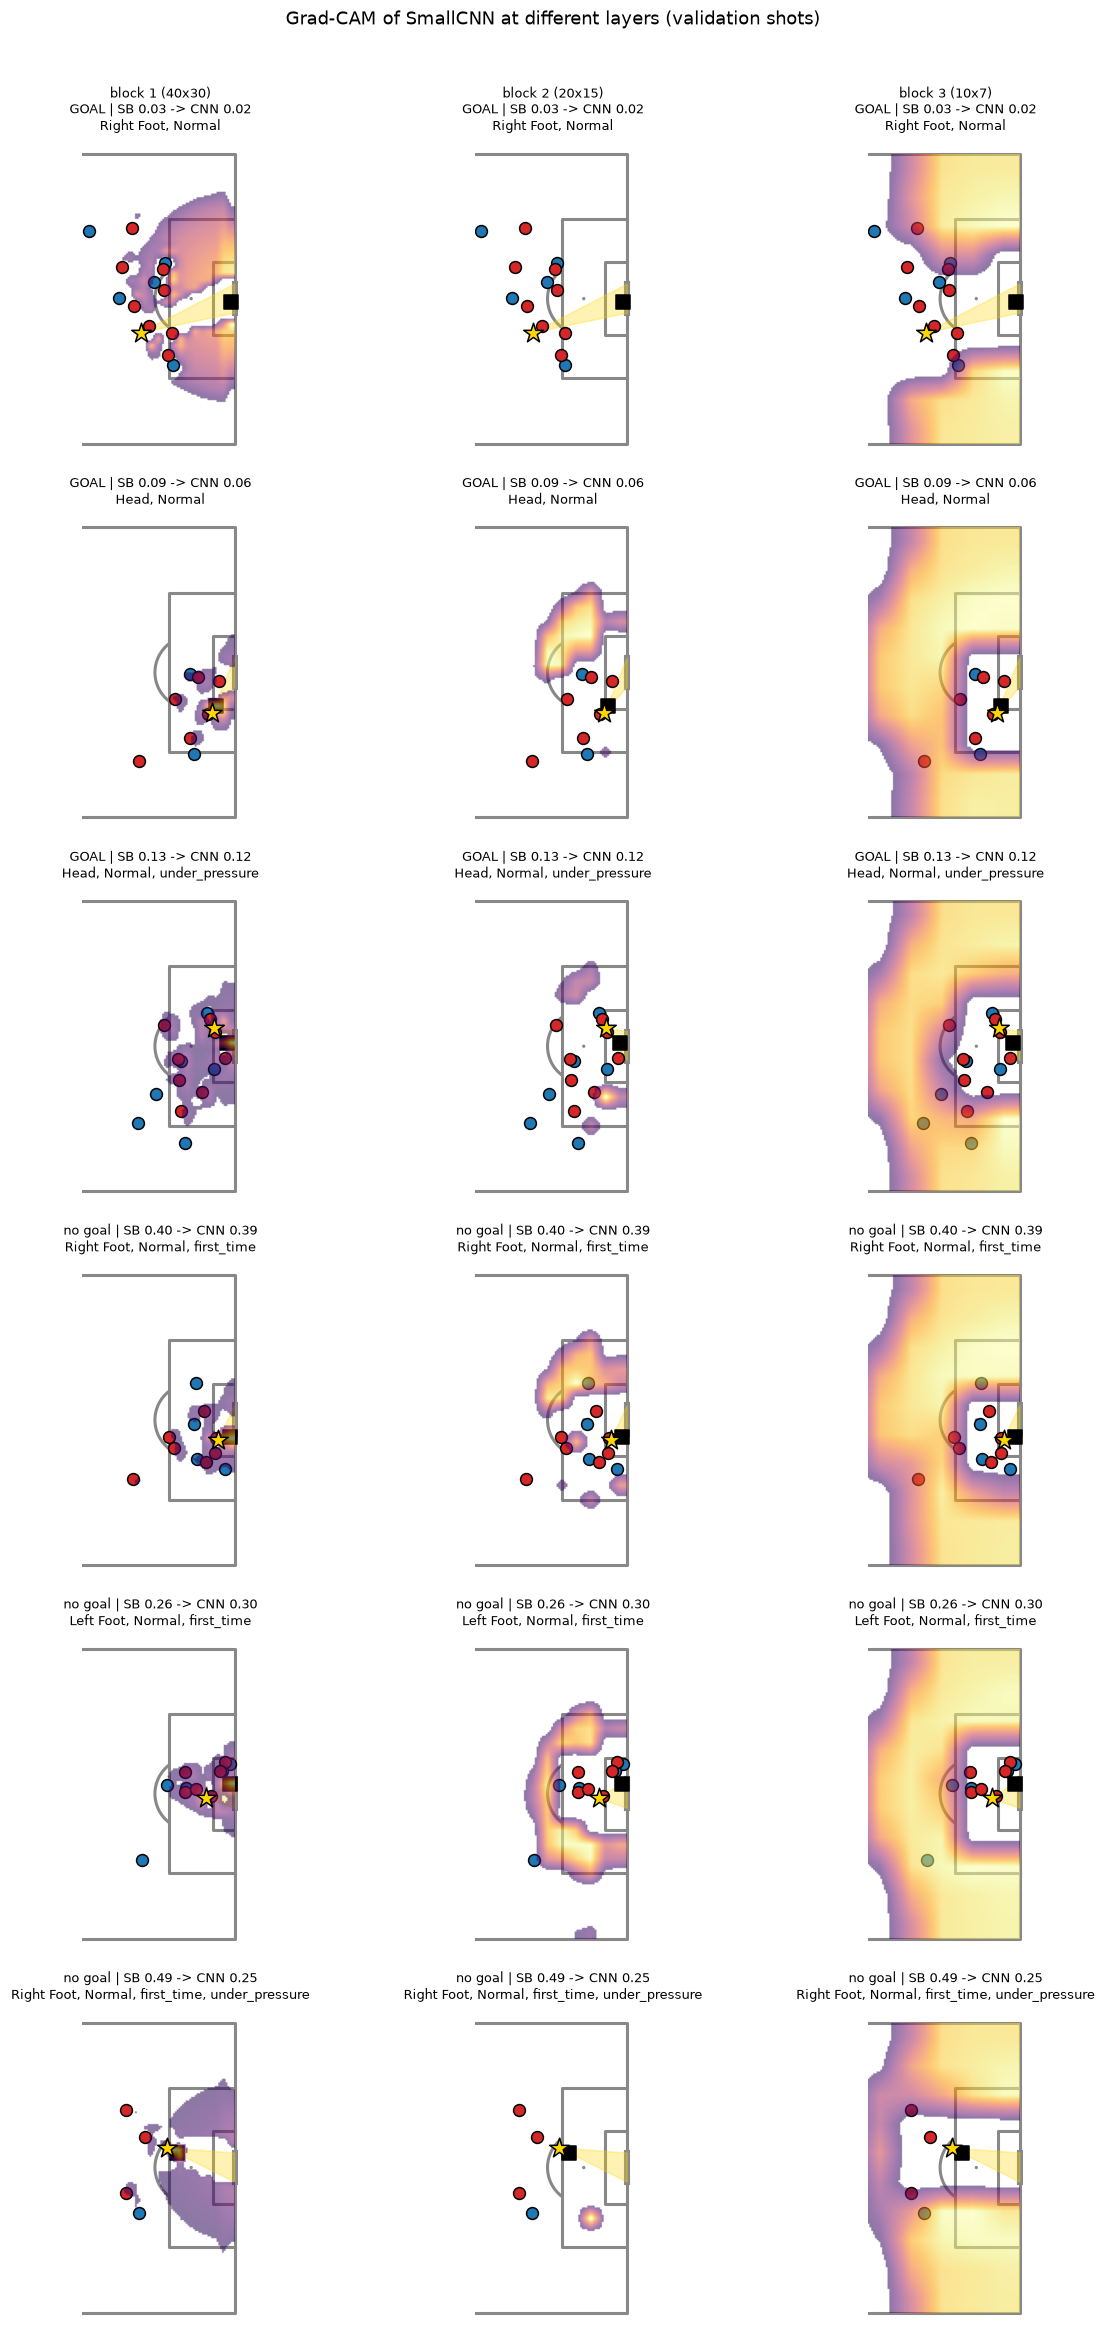 Grad-CAM of SmallCNN at different layers (validation shots)
block 1 (40x30)
GOAL | SB 0.03 -> CNN 0.02
Right Foot, Normal
block 2 (20x15)
GOAL | SB 0.03 -> CNN 0.02
Right Foot, Normal
block 3 (10x7)
GOAL | SB 0.03 -> CNN 0.02
Right Foot, Normal
GOAL | SB 0.09 -> CNN 0.06
Head, Normal
GOAL | SB 0.09 -> CNN 0.06
Head, Normal
GOAL | SB 0.09 -> CNN 0.06
Head, Normal
GOAL | SB 0.13 -> CNN 0.12
Head, Normal, under_pressure
GOAL | SB 0.13 -> CNN 0.12
Head, Normal, under_pressure
GOAL | SB 0.13 -> CNN 0.12
Head, Normal, under_pressure
no goal | SB 0.40 -> CNN 0.39
Right Foot, Normal, first_time
no goal | SB 0.40 -> CNN 0.39
Right Foot, Normal, first_time
no goal | SB 0.40 -> CNN 0.39
Right Foot, Normal, first_time
no goal | SB 0.26 -> CNN 0.30
Left Foot, Normal, first_time
no goal | SB 0.26 -> CNN 0.30
Left Foot, Normal, first_time
no goal | SB 0.26 -> CNN 0.30
Left Foot, Normal, first_time
no goal | SB 0.49 -> CNN 0.25
Right Foot, Normal, first_time, under_pressure
no goal | SB 0.49 -> CNN 0.25
Right Foot, Normal, first_time, under_pressure
no goal | SB 0.49 -> CNN 0.25
Right Foot, Normal, first_time, under_pressure